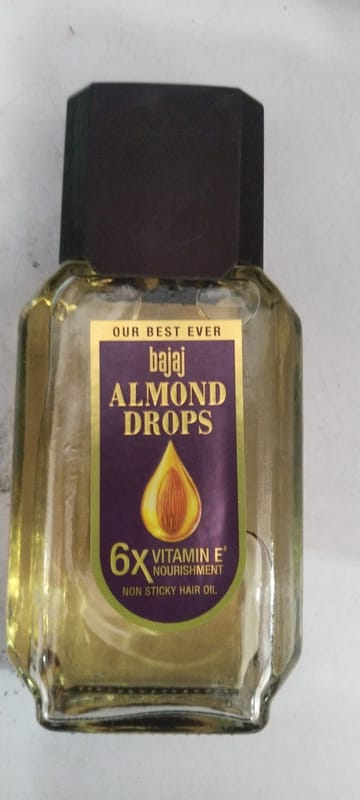 OUR BEST EVER
bajaj
ALMOND
DROPS
6X VITAMIN E*
NOURISHMENT
NON STICKY HAIR OIL